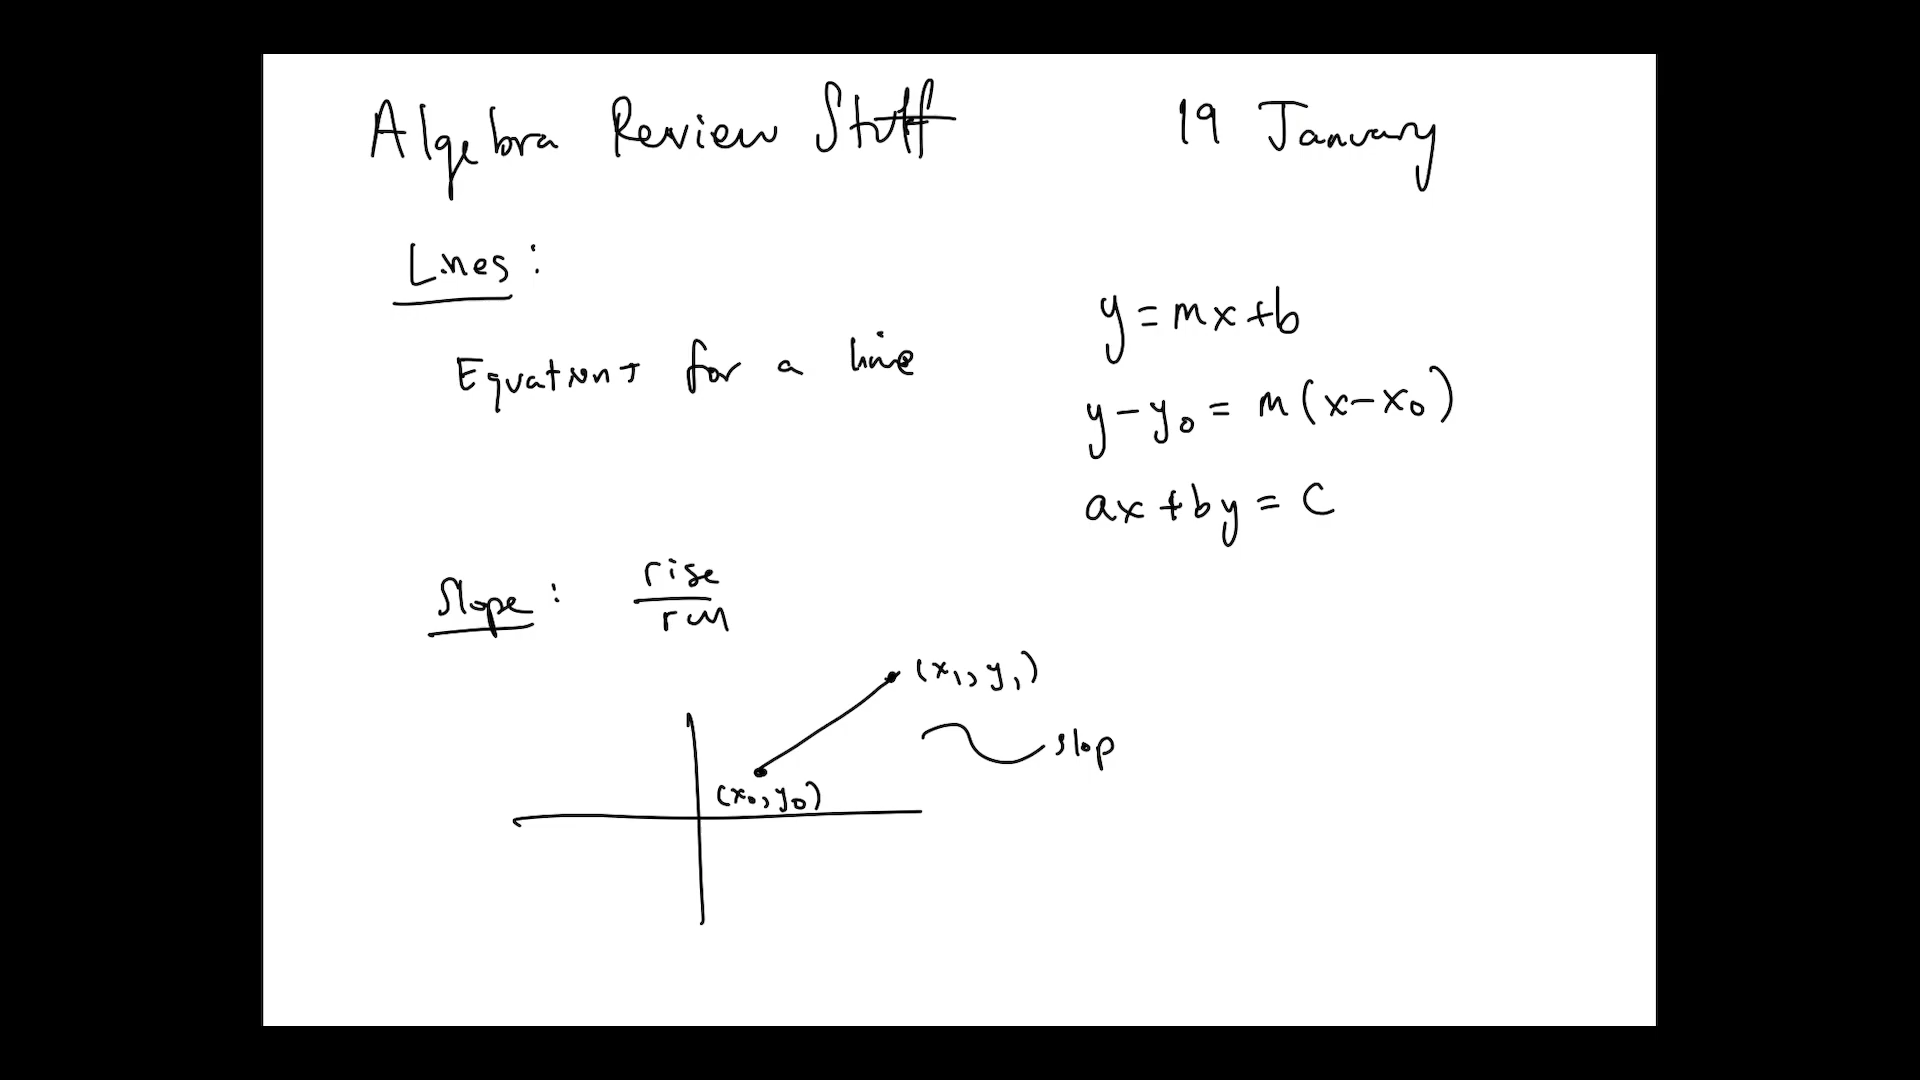 Algebra Review Stuff 19 January
Lines:
Equations for a line
y = mx + b
y - y₀ = m(x - x₀)
ax + by = c
Slope: rise
run
(x₁, y₁)
slop
(x₀, y₀)